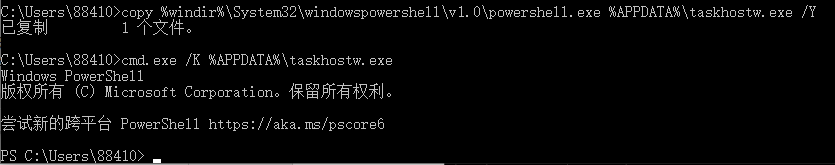 C:\Users\88410>copy %windir%\System32\windowspowershell\v1.0\powershell.exe %APPDATA%\taskhostw.exe /Y
已复制         1 个文件。
C:\Users\88410>cmd.exe /K %APPDATA%\taskhostw.exe
Windows PowerShell
版权所有 (C) Microsoft Corporation。保留所有权利。
尝试新的跨平台 PowerShell https://aka.ms/pscore6
PS C:\Users\88410>